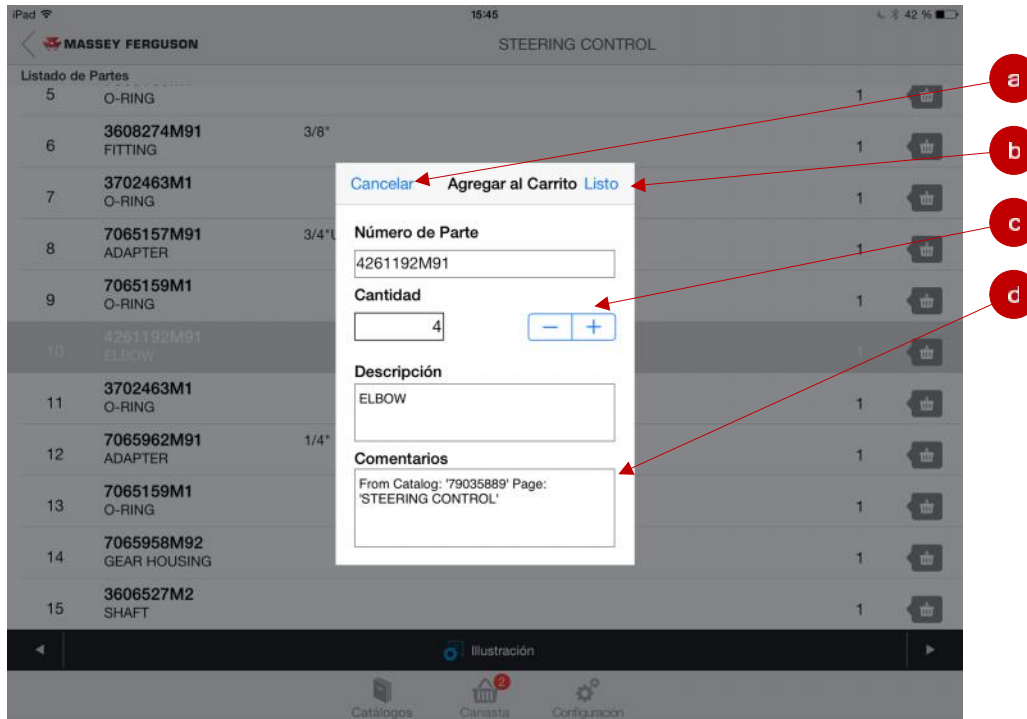 iPad 15:45 42 %
MASSEY FERGUSON STEERING CONTROL
Listado de Partes
5 O-RING 1
a
6 3608274M91 3/8" 1
FITTING
b
7 3702463M1 1
O-RING
Cancelar Agregar al Carrito Listo
8 7065157M91 3/4"U 1
ADAPTER
Número de Parte
4261192M91
c
9 7065159M1 1
O-RING
Cantidad
4 − +
d
10 4261192M91 1
ELBOW
Descripción
ELBOW
11 3702463M1 1
O-RING
12 7065962M91 1/4" 1
ADAPTER
Comentarios
From Catalog: '79035889' Page:
'STEERING CONTROL'
13 7065159M1 1
O-RING
14 7065958M92 1
GEAR HOUSING
15 3606527M2 1
SHAFT
Illustración
2
Catálogos Canasta Configuración